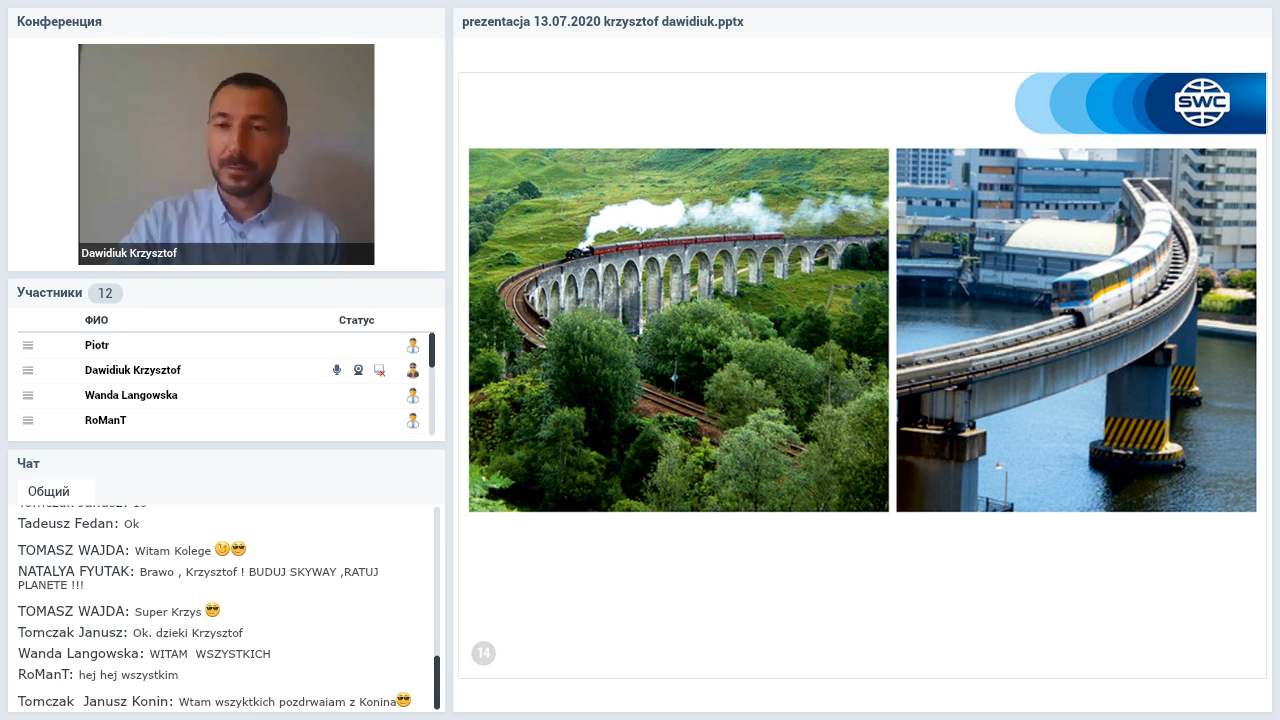 Конференция
Dawidiuk Krzysztof
Участники 12
ФИО Статус
Piotr
Dawidiuk Krzysztof
Wanda Langowska
RoManT
Чат
Общий
Tadeusz Fedan: Ok
TOMASZ WAJDA: Witam Kolege
NATALYA FYUTAK: Brawo , Krzysztof ! BUDUJ SKYWAY ,RATUJ
PLANETE !!!
TOMASZ WAJDA: Super Krzys
Tomczak Janusz: Ok. dzieki Krzysztof
Wanda Langowska: WITAM WSZYSTKICH
RoManT: hej hej wszystkim
Tomczak Janusz Konin: Wtam wszyktkich pozdrwaiam z Konina
prezentacja 13.07.2020 krzysztof dawidiuk.pptx
SWC
14